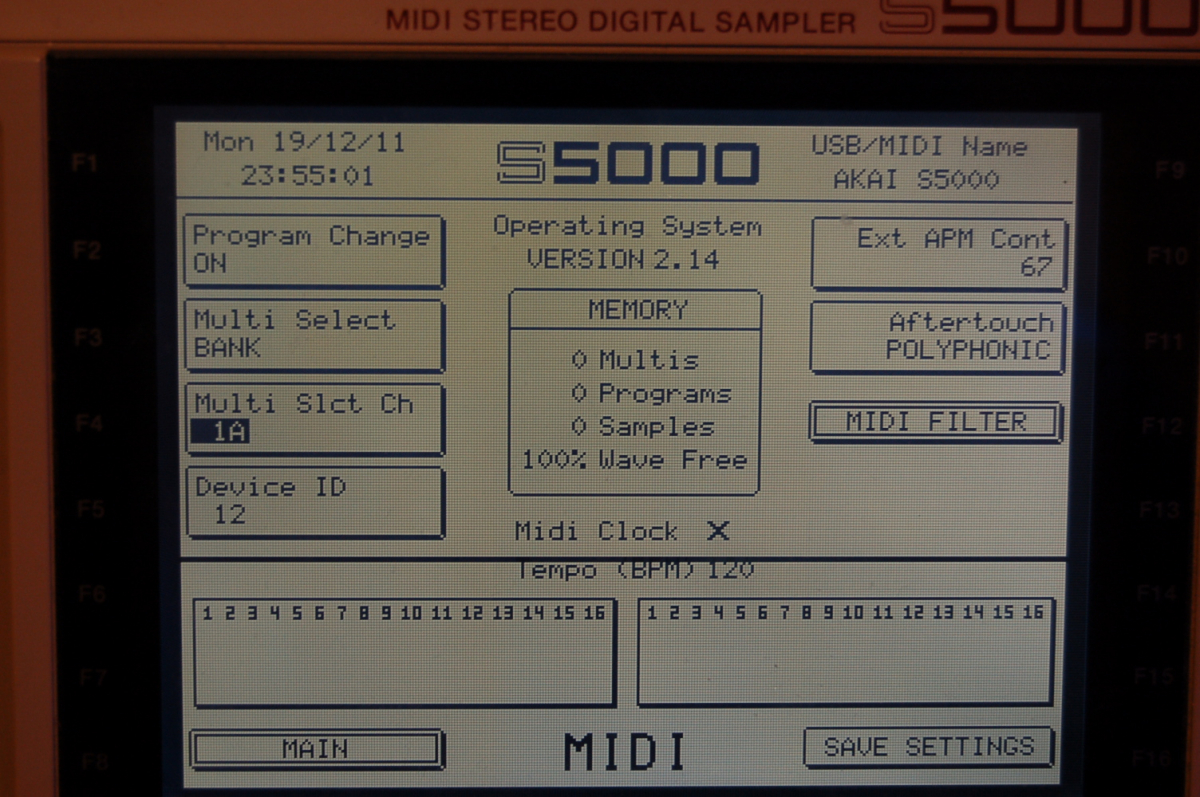 MIDI STEREO DIGITAL SAMPLER S5000
Mon 19/12/11
23:55:01
S5000
USB/MIDI Name
AKAI S5000
F1
F2
F3
F4
F5
F6
F7
F8
Program Change
ON
Multi Select
BANK
Multi Slct Ch
1A
Device ID
12
Operating System
VERSION 2.14
MEMORY
0 Multis
0 Programs
0 Samples
100% Wave Free
Midi Clock X
Tempo (BPM) 120
Ext APM Cont
67
Aftertouch
POLYPHONIC
MIDI FILTER
F9
F10
F11
F12
F13
F14
F15
F16
1 2 3 4 5 6 7 8 9 10 11 12 13 14 15 16
1 2 3 4 5 6 7 8 9 10 11 12 13 14 15 16
MAIN
MIDI
SAVE SETTINGS